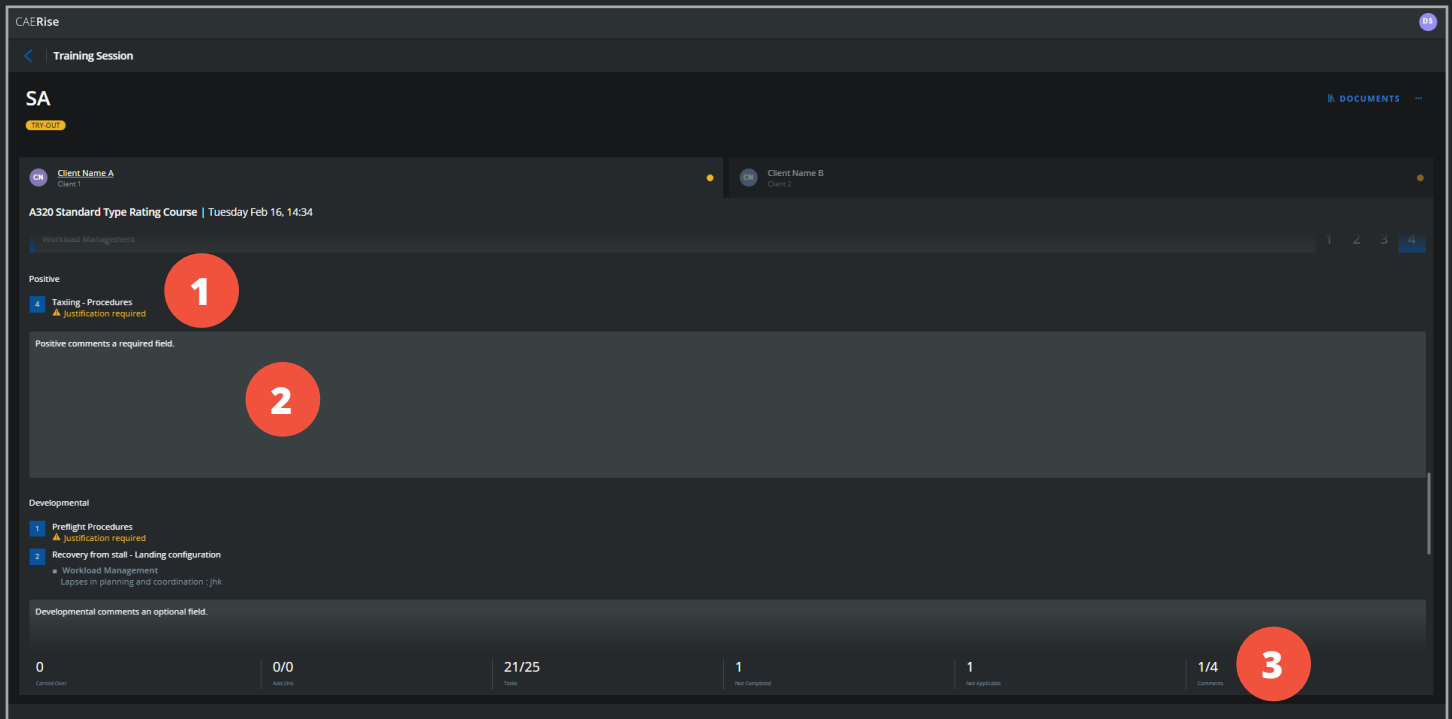 CAERise
DS
Training Session
SA
DOCUMENTS ...
TRY-OUT
CN Client Name A
Client 1
CN Client Name B
Client 2
A320 Standard Type Rating Course | Tuesday Feb 16, 14:34
Workload Management 1 2 3 4
Positive
1
4 Taxiing - Procedures
Justification required
Positive comments a required field.
2
Developmental
1 Preflight Procedures
Justification required
2 Recovery from stall - Landing configuration
Workload Management
Lapses in planning and coordination : jhk
Developmental comments an optional field.
0 0/0 21/25 1 1 1/4 3
Carried-Over Add-Ons Tasks Not Completed Not Applicable Comments